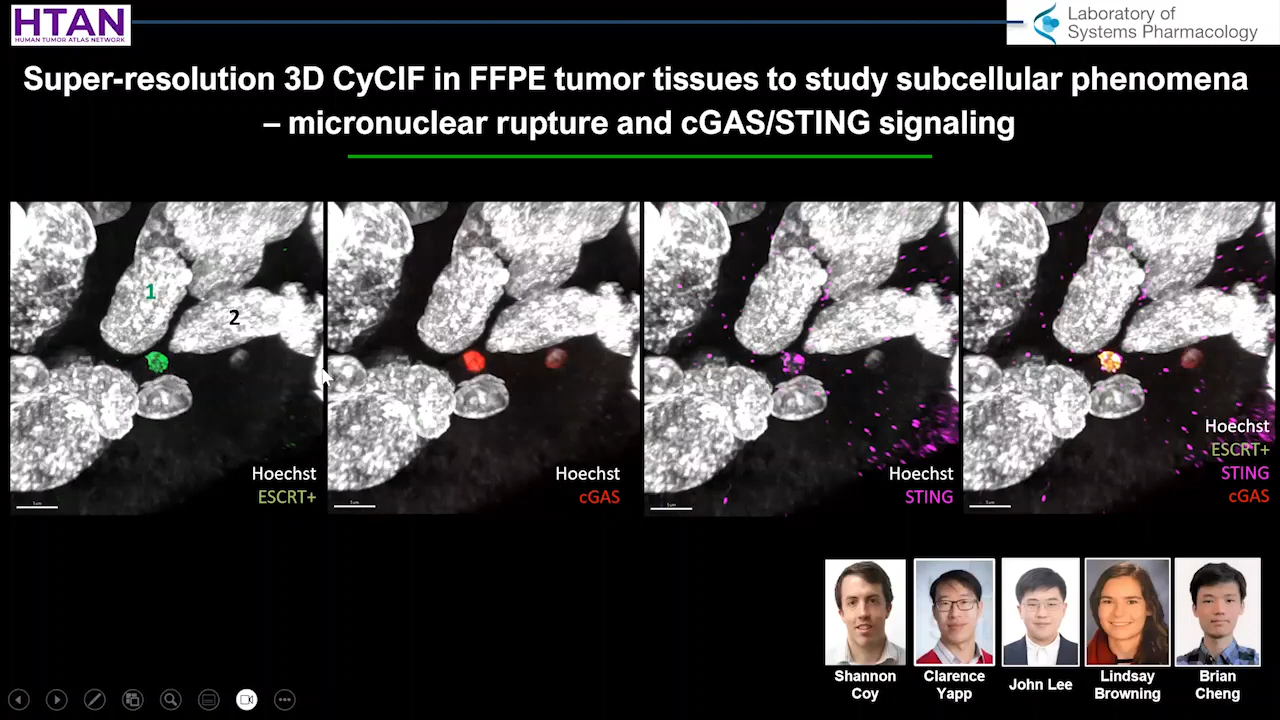 HTAN
HUMAN TUMOR ATLAS NETWORK
Laboratory of
Systems Pharmacology
Super-resolution 3D CyCIF in FFPE tumor tissues to study subcellular phenomena
– micronuclear rupture and cGAS/STING signaling
1
2
Hoechst
ESCRT+
Hoechst
cGAS
Hoechst
STING
Hoechst
ESCRT+
STING
cGAS
Shannon
Coy
Clarence
Yapp
John Lee
Lindsay
Browning
Brian
Cheng